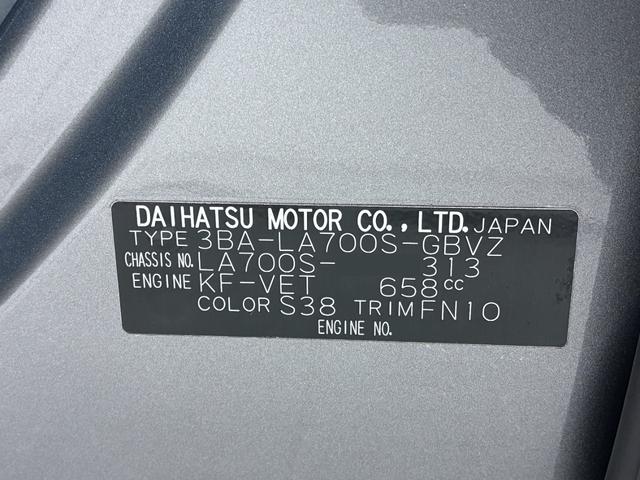 DAIHATSU MOTOR CO.,LTD. JAPAN
TYPE 3BA-LA700S-GBVZ
CHASSIS NO. LA700S- 313
ENGINE KF-VET 658cc
COLOR S38 TRIM FN10
ENGINE NO.